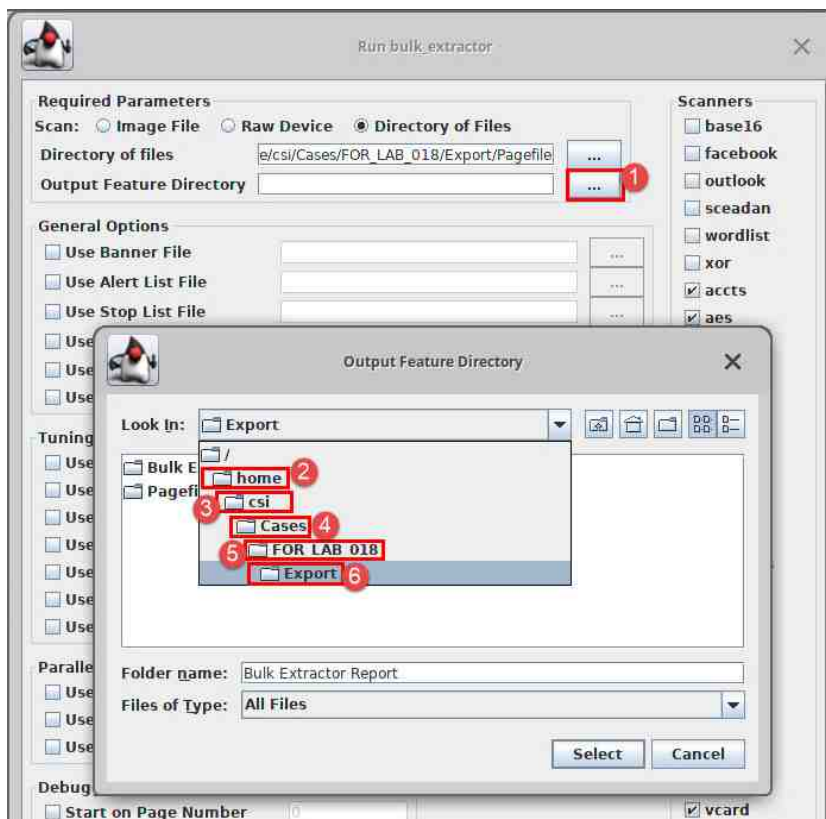 Run bulk_extractor
Required Parameters
Scan: Image File Raw Device Directory of Files
Directory of files e/csi/Cases/FOR_LAB_018/Export/Pagefile ...
Output Feature Directory ... 1
General Options
Use Banner File ...
Use Alert List File ...
Use Stop List File ...
Use
Use
Use
Tuning
Use
Use
Use
Use
Use
Use
Use
Paralle
Use
Use
Use
Debug
Start on Page Number 0
Scanners
base16
facebook
outlook
sceadan
wordlist
xor
accts
aes
vcard
Output Feature Directory
Look In: Export
Bulk E
Pagefi
/
home 2
3 csi
Cases 4
5 FOR_LAB_018
Export 6
Folder name: Bulk Extractor Report
Files of Type: All Files
Select Cancel